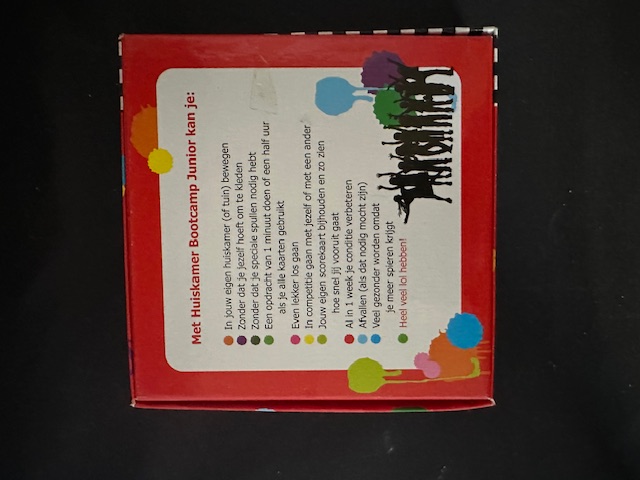 Met Huiskamer Bootcamp Junior kan je:
In jouw eigen huiskamer (of tuin) bewegen
Zonder dat je jezelf hoeft om te kleden
Zonder dat je speciale spullen nodig hebt
Een opdracht van 1 minuut doen of een half uur
als je alle kaarten gebruikt
Even lekker los gaan
In competitie gaan met jezelf of met een ander
Jouw eigen scorekaart bijhouden en zo zien
hoe snel jij vooruit gaat
Al in 1 week je conditie verbeteren
Afvallen (als dat nodig mocht zijn)
Veel gezonder worden omdat
je meer spieren krijgt
Heel veel lol hebben!